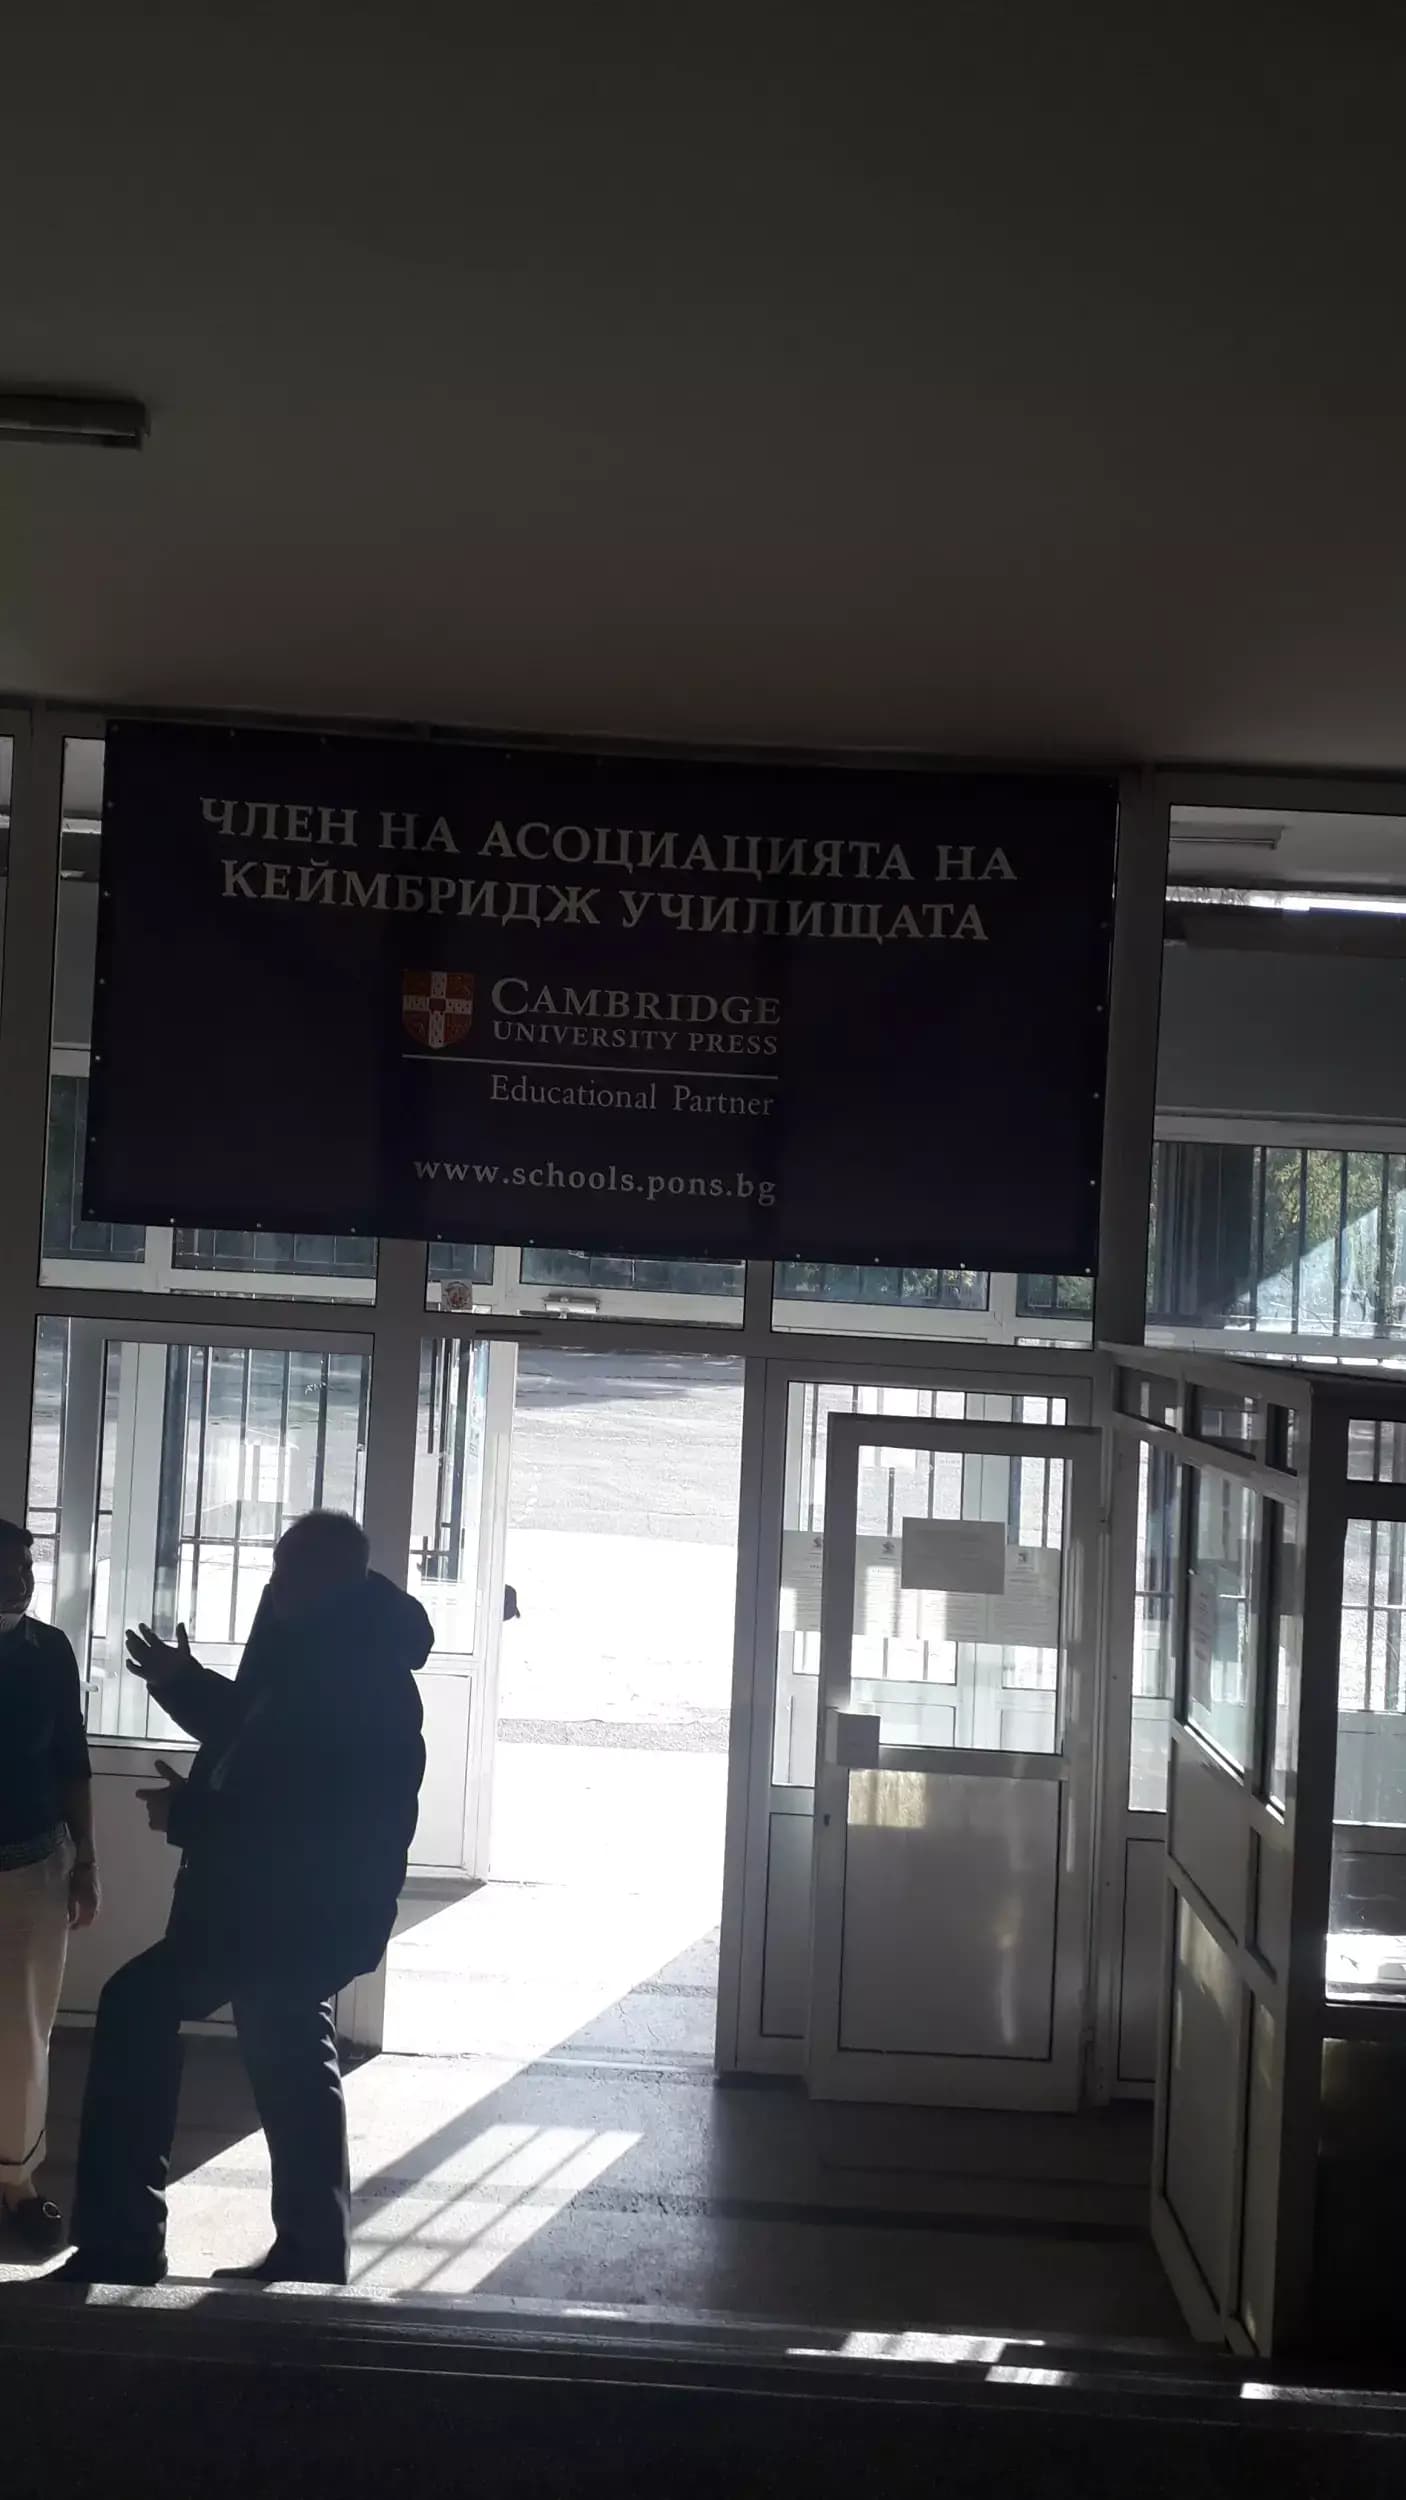 ЧЛЕН НА АСОЦИАЦИЯТА НА
КЕЙМБРИДЖ УЧИЛИЩАТА
CAMBRIDGE
UNIVERSITY PRESS
Educational Partner
www.schools.pons.bg